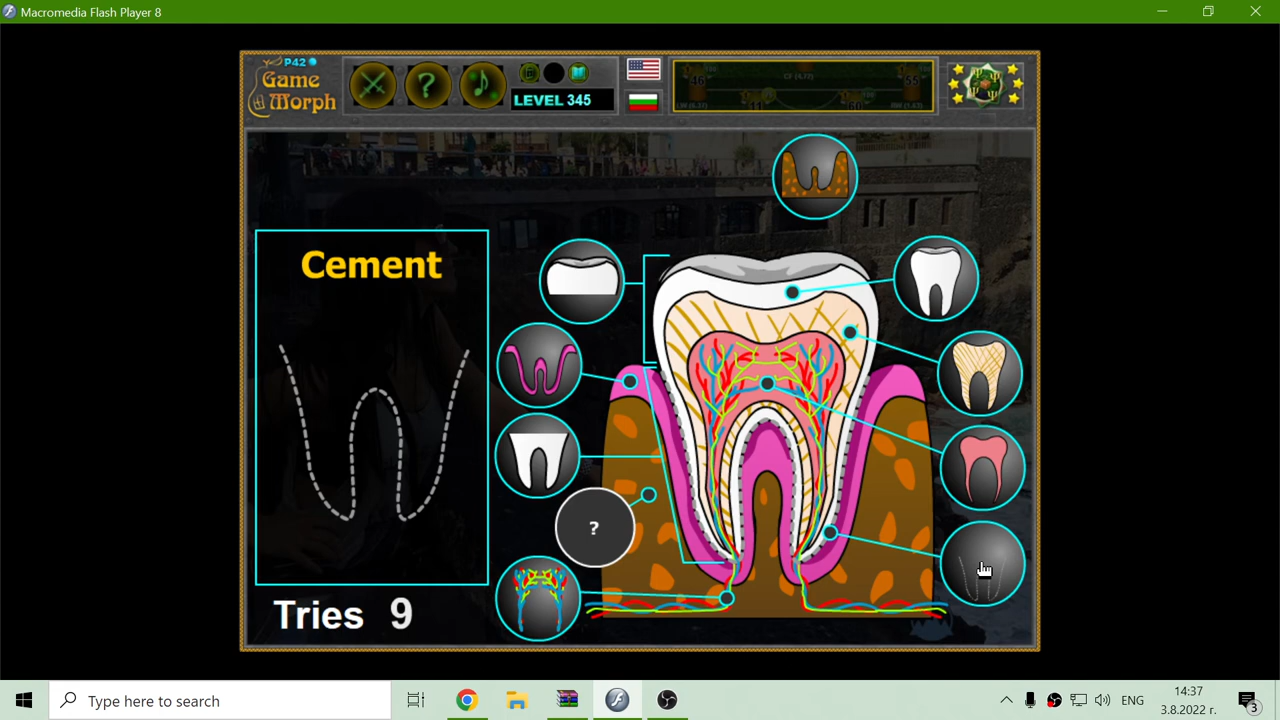 Macromedia Flash Player 8
P42
Game
Morph
LEVEL 345
Cement
?
Tries 9
Type here to search
ЕНГ
14:37
3.8.2022 г.
3